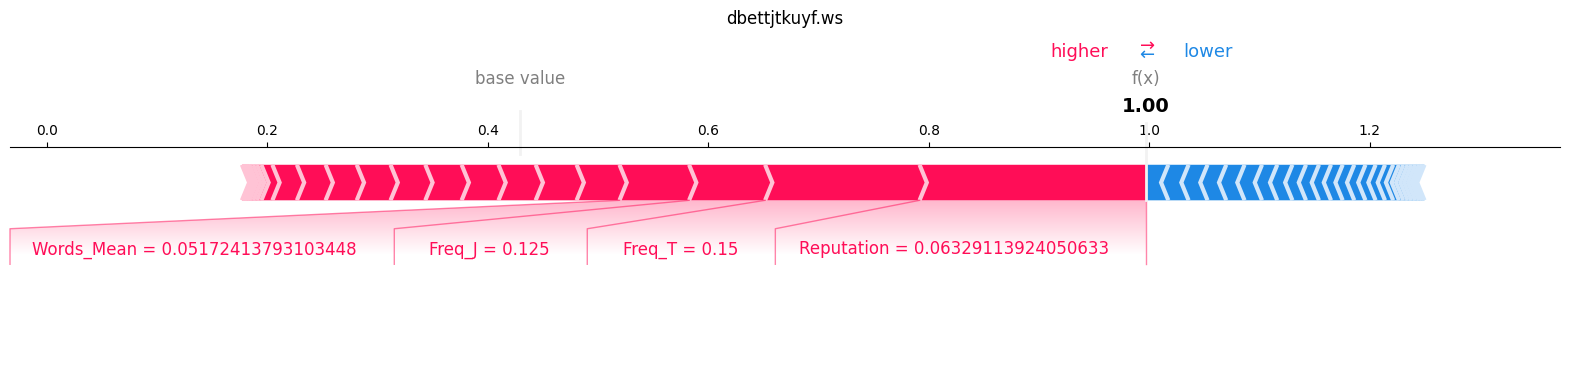 dbettjtkuyf.ws
higher → lower
←
base value f(x)
1.00
0.0 0.2 0.4 0.6 0.8 1.0 1.2
Words_Mean = 0.05172413793103448 Freq_J = 0.125 Freq_T = 0.15 Reputation = 0.06329113924050633